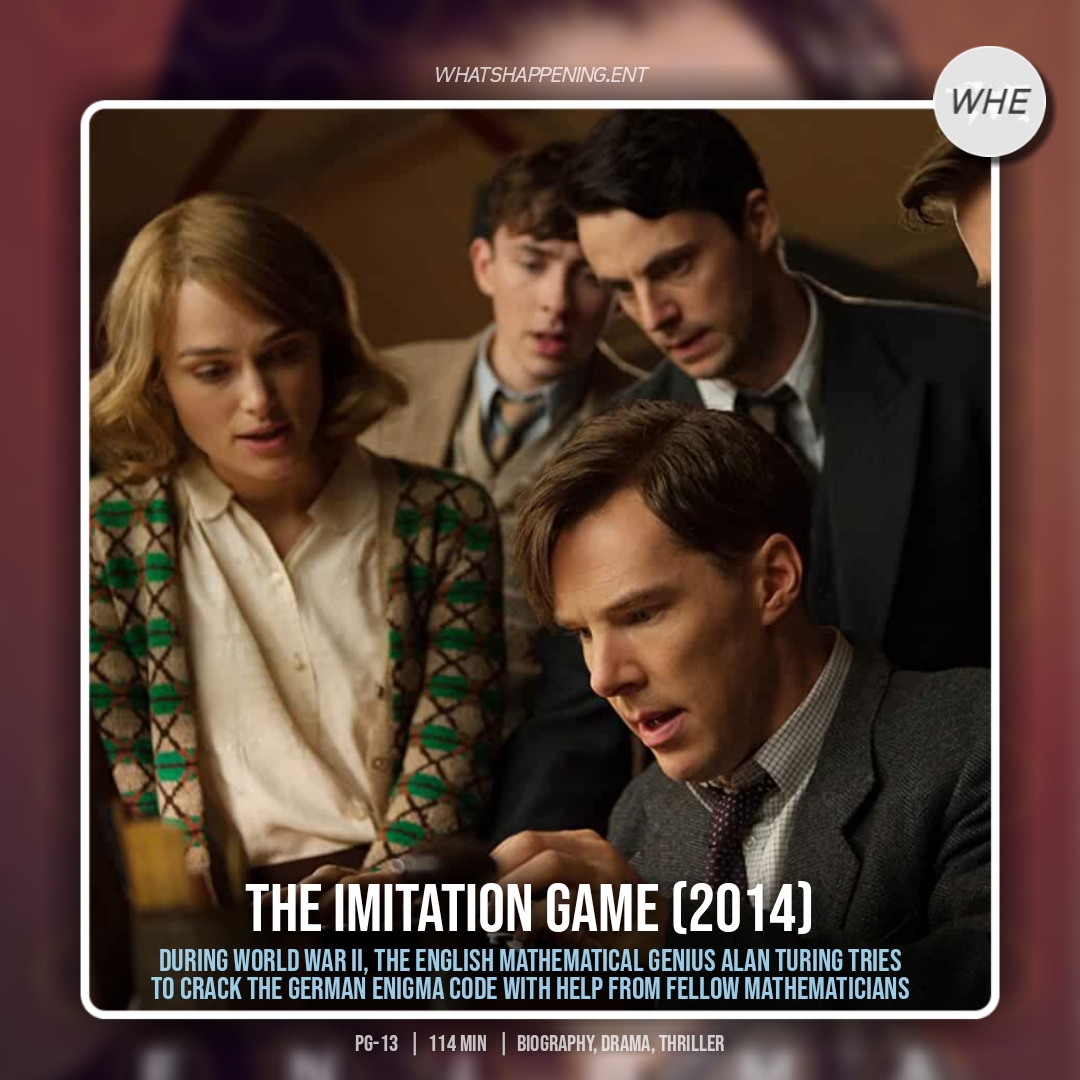 WHATSHAPPENING.ENT
WHE
THE IMITATION GAME (2014)
DURING WORLD WAR II, THE ENGLISH MATHEMATICAL GENIUS ALAN TURING TRIES
TO CRACK THE GERMAN ENIGMA CODE WITH HELP FROM FELLOW MATHEMATICIANS
PG-13 | 114 MIN | BIOGRAPHY, DRAMA, THRILLER